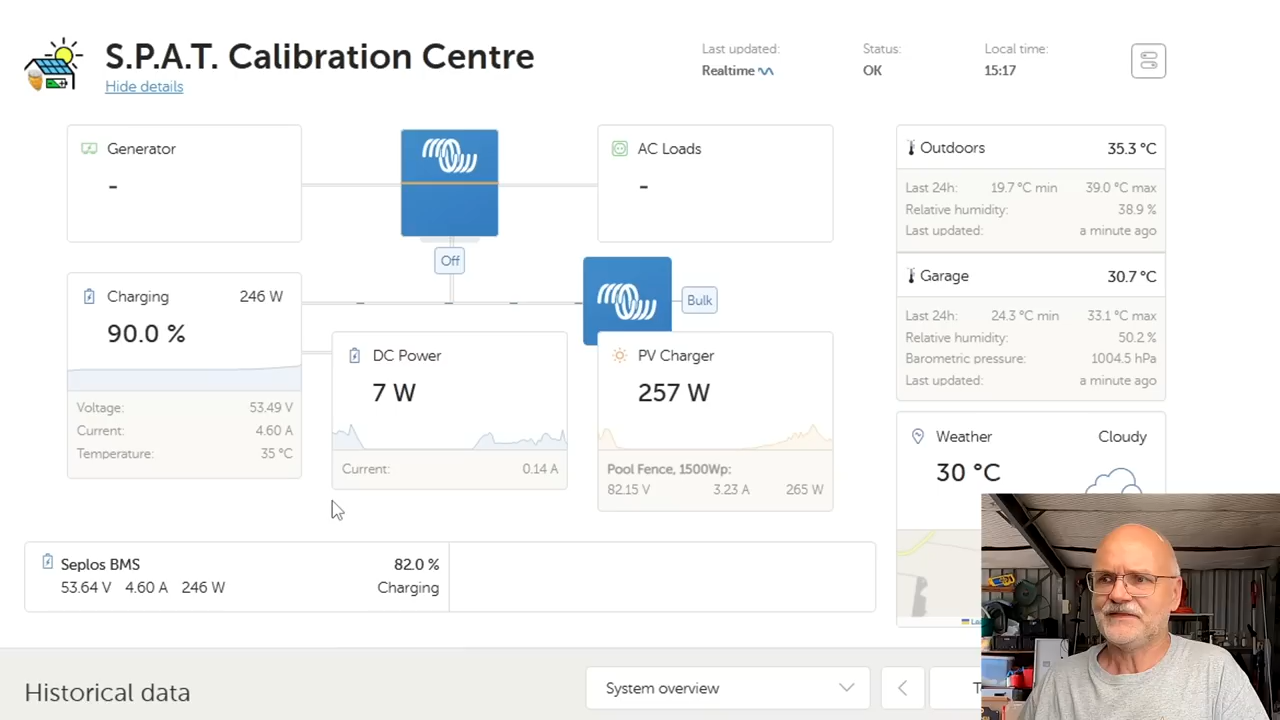 S.P.A.T. Calibration Centre
Hide details
Last updated:
Realtime
Status:
OK
Local time:
15:17
Generator
-
AC Loads
-
Off
Charging 246 W
90.0 %
Voltage: 53.49 V
Current: 4.60 A
Temperature: 35 °C
DC Power
7 W
Current: 0.14 A
Bulk
PV Charger
257 W
Pool Fence, 1500Wp:
82.15 V 3.23 A 265 W
Seplos BMS 82.0 %
53.64 V 4.60 A 246 W Charging
Outdoors 35.3 °C
Last 24h: 19.7 °C min 39.0 °C max
Relative humidity: 38.9 %
Last updated: a minute ago
Garage 30.7 °C
Last 24h: 24.3 °C min 33.1 °C max
Relative humidity: 50.2 %
Barometric pressure: 1004.5 hPa
Last updated: a minute ago
Weather Cloudy
30 °C
Historical data
System overview